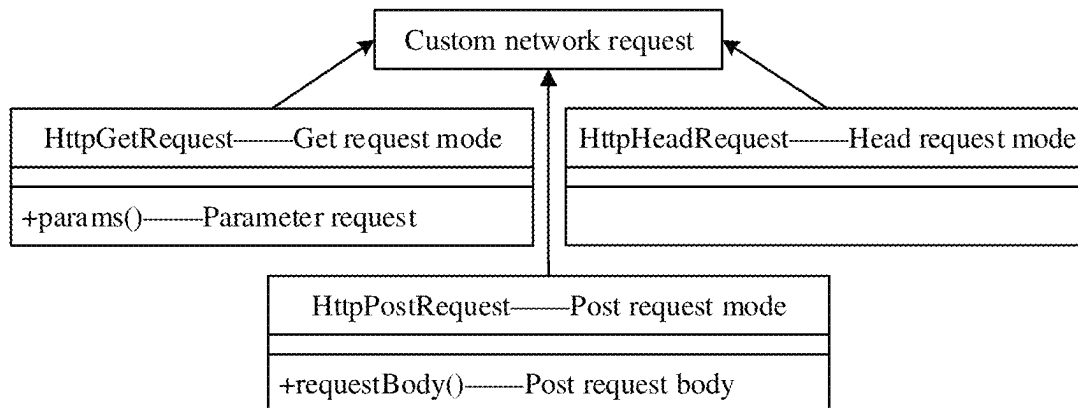 Custom network request
HttpGetRequest----------Get request mode
HttpHeadRequest----------Head request mode
+params()----------Parameter request
HttpPostRequest----------Post request mode
+requestBody()----------Post request body